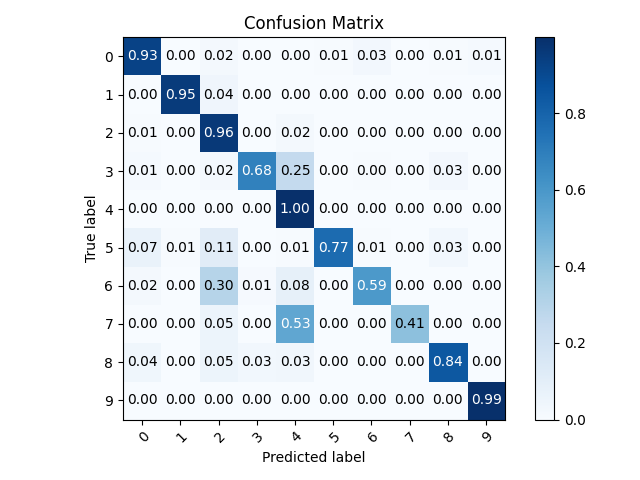 Confusion Matrix
0 0.93 0.00 0.02 0.00 0.00 0.01 0.03 0.00 0.01 0.01
1 0.00 0.95 0.04 0.00 0.00 0.00 0.00 0.00 0.00 0.00
2 0.01 0.00 0.96 0.00 0.02 0.00 0.00 0.00 0.00 0.00
3 0.01 0.00 0.02 0.68 0.25 0.00 0.00 0.00 0.03 0.00
4 0.00 0.00 0.00 0.00 1.00 0.00 0.00 0.00 0.00 0.00
5 0.07 0.01 0.11 0.00 0.01 0.77 0.01 0.00 0.03 0.00
6 0.02 0.00 0.30 0.01 0.08 0.00 0.59 0.00 0.00 0.00
7 0.00 0.00 0.05 0.00 0.53 0.00 0.00 0.41 0.00 0.00
8 0.04 0.00 0.05 0.03 0.03 0.00 0.00 0.00 0.84 0.00
9 0.00 0.00 0.00 0.00 0.00 0.00 0.00 0.00 0.00 0.99
0 1 2 3 4 5 6 7 8 9
Predicted label
True label
0.8
0.6
0.4
0.2
0.0